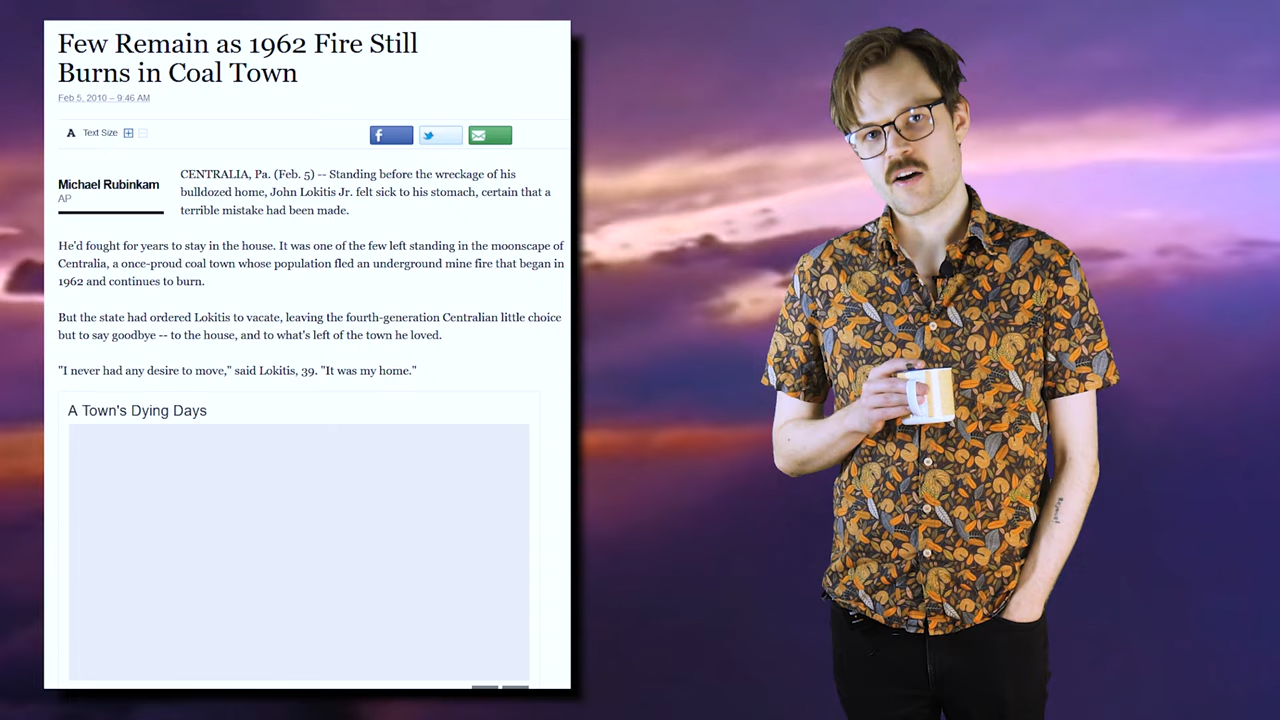 Few Remain as 1962 Fire Still
Burns in Coal Town
Feb 5, 2010 – 9:46 AM
A Text Size
Michael Rubinkam
AP
CENTRALIA, Pa. (Feb. 5) -- Standing before the wreckage of his
bulldozed home, John Lokitis Jr. felt sick to his stomach, certain that a
terrible mistake had been made.
He'd fought for years to stay in the house. It was one of the few left standing in the moonscape of
Centralia, a once-proud coal town whose population fled an underground mine fire that began in
1962 and continues to burn.
But the state had ordered Lokitis to vacate, leaving the fourth-generation Centralian little choice
but to say goodbye -- to the house, and to what's left of the town he loved.
"I never had any desire to move," said Lokitis, 39. "It was my home."
A Town's Dying Days